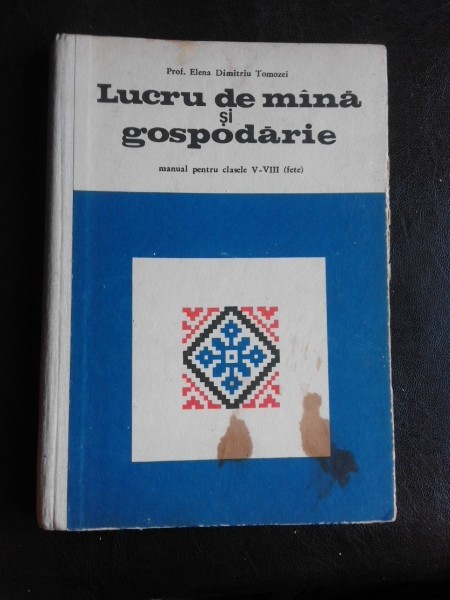 Prof. Elena Dimitriu Tomozei
Lucru de mînă
și
gospodărie
manual pentru clasele V-VIII (fete)